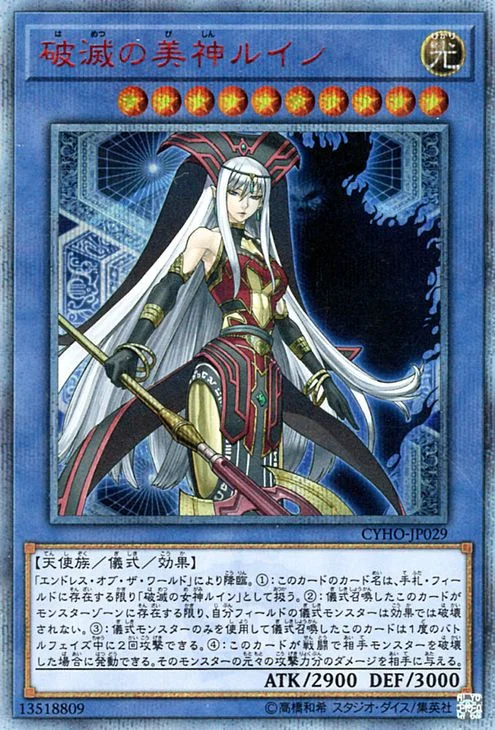 破滅の美神ルイン
光
CYHO-JP029
【天使族／儀式／効果】
「エンドレス・オブ・ザ・ワールド」により降臨。①：このカードのカード名は、手札・フィー
ルドに存在する限り「破滅の女神ルイン」として扱う。②：儀式召喚したこのカードが
モンスターゾーンに存在する限り、自分フィールドの儀式モンスターは効果では破壊
されない。③：儀式モンスターのみを使用して儀式召喚したこのカードは１度のバト
ルフェイズ中に２回攻撃できる。④：このカードが戦闘で相手モンスターを破壊
した場合に発動できる。そのモンスターの元々の攻撃力分のダメージを相手に与える。
ATK/2900 DEF/3000
13518809
©高橋和希 スタジオ・ダイス/集英社